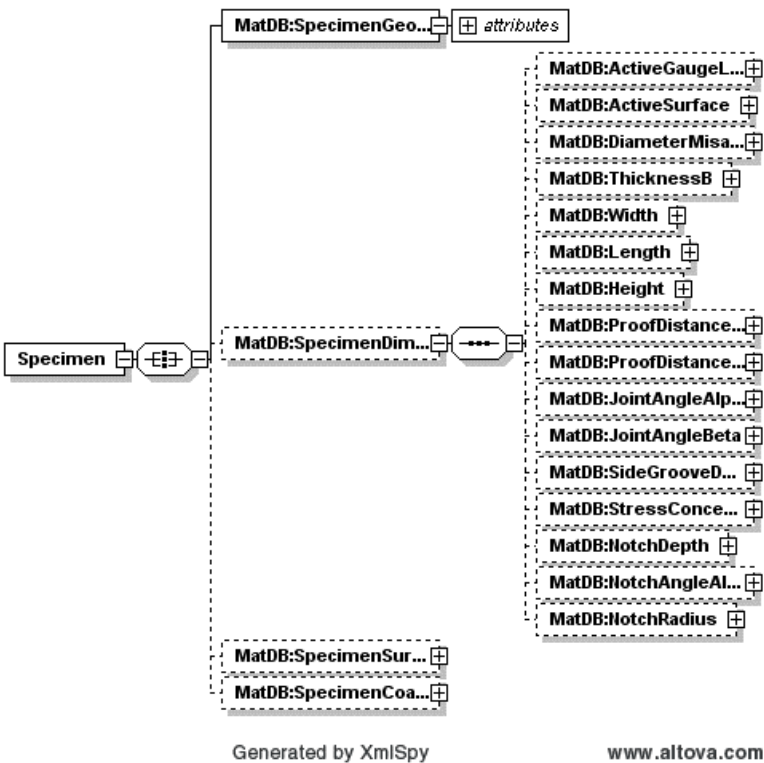 MatDB:SpecimenGeo...
attributes
MatDB:ActiveGaugeL...
MatDB:ActiveSurface
MatDB:DiameterMisa...
MatDB:ThicknessB
MatDB:Width
MatDB:Length
MatDB:Height
MatDB:ProofDistance...
MatDB:ProofDistance...
MatDB:JointAngleAlp...
MatDB:JointAngleBeta
MatDB:SideGrooveD...
MatDB:StressConce...
MatDB:NotchDepth
MatDB:NotchAngleAl...
MatDB:NotchRadius
Specimen
MatDB:SpecimenDim...
MatDB:SpecimenSur...
MatDB:SpecimenCoa...
Generated by XmlSpy
www.altova.com